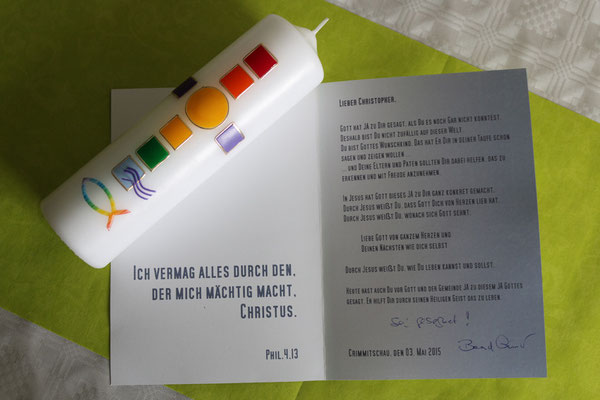 Ich vermag alles durch den,
der mich mächtig macht,
Christus.
Phil.4,13
Lieber Christopher,
Gott hat JA zu Dir gesagt, als Du es noch gar nicht konntest.
Deshalb bist Du nicht zufällig auf dieser Welt.
Du bist Gottes Wunschkind. Das hat Er Dir in Deiner Taufe schon
sagen und zeigen wollen
... und Deine Eltern und Paten sollten Dir dabei helfen, das zu
erkennen und mit Freude anzunehmen.
In Jesus hat Gott dieses JA zu Dir ganz konkret gemacht.
Durch Jesus weißt Du, dass Gott Dich von Herzen lieb hat.
Durch Jesus weißt Du, wonach sich Gott sehnt:
Liebe Gott von ganzem Herzen und
Deinen Nächsten wie Dich selbst
Durch Jesus weißt Du, wie Du leben kannst und sollst.
Heute hast auch Du vor Gott und der Gemeinde JA zu diesem JA Gottes
gesagt. Er hilft Dir durch seinen Heiligen Geist das zu leben
Sei gesegnet!
Crimmitschau, den 03. Mai 2015